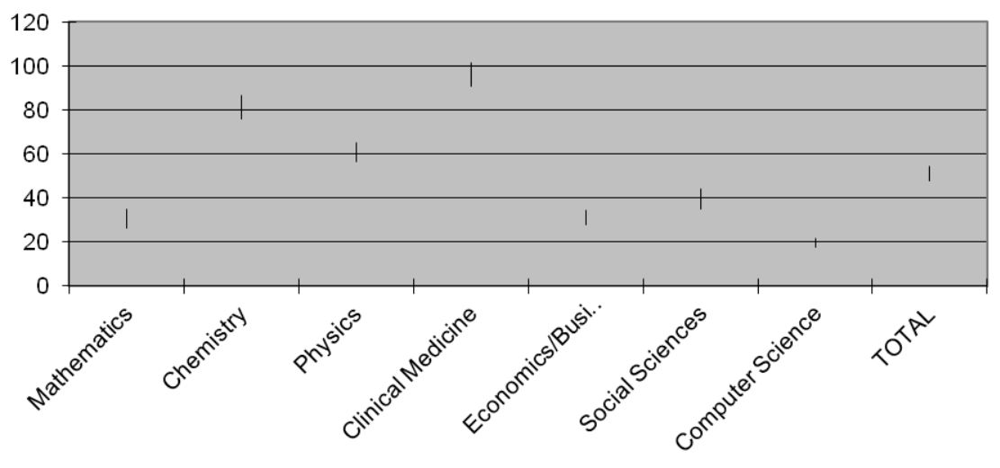 120
100
80
60
40
20
0
Mathematics
Chemistry
Physics
Clinical Medicine
Economics/Busi..
Social Sciences
Computer Science
TOTAL